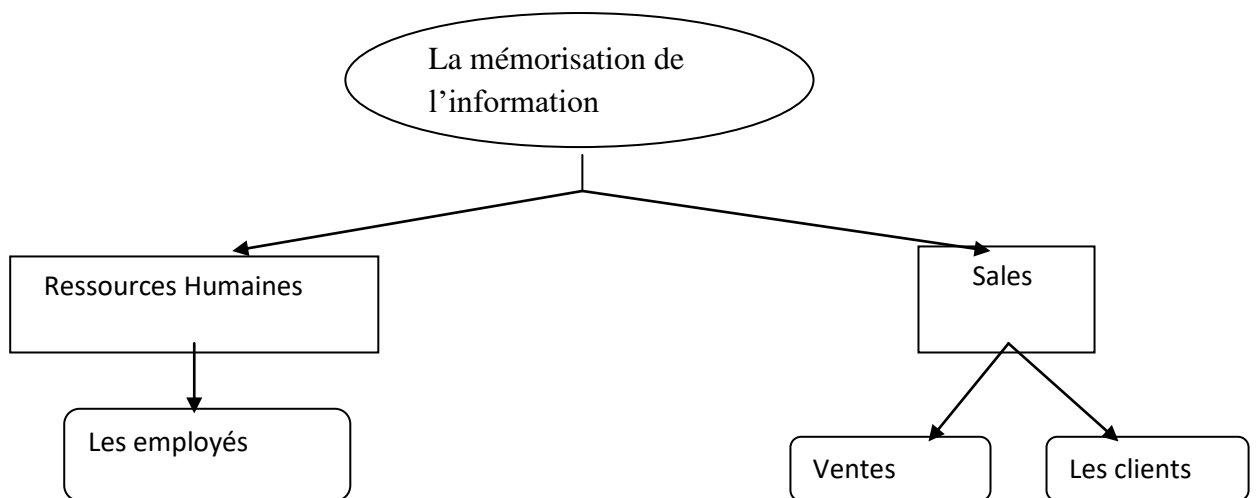 La mémorisation de
l’information
Ressources Humaines
Sales
Les employés
Ventes
Les clients